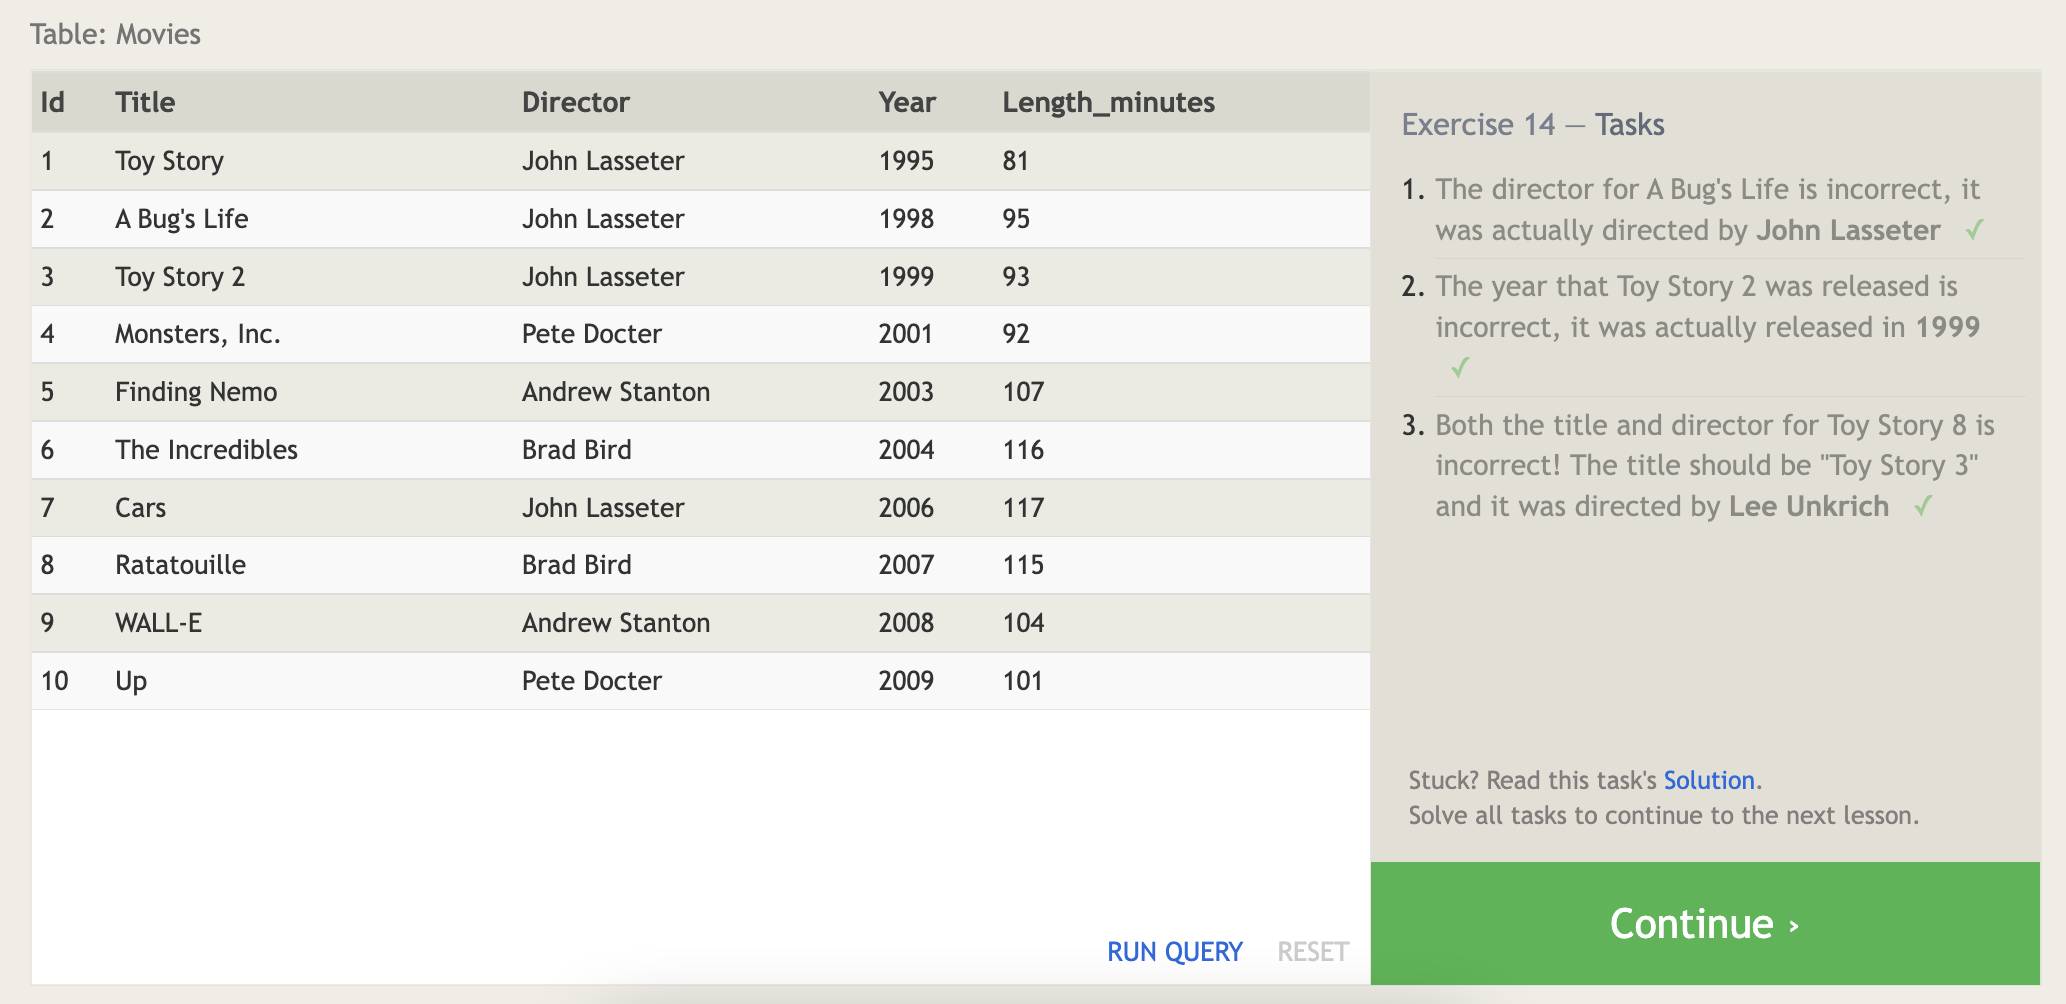 Table: Movies
Id Title Director Year Length_minutes
1 Toy Story John Lasseter 1995 81
2 A Bug's Life John Lasseter 1998 95
3 Toy Story 2 John Lasseter 1999 93
4 Monsters, Inc. Pete Docter 2001 92
5 Finding Nemo Andrew Stanton 2003 107
6 The Incredibles Brad Bird 2004 116
7 Cars John Lasseter 2006 117
8 Ratatouille Brad Bird 2007 115
9 WALL-E Andrew Stanton 2008 104
10 Up Pete Docter 2009 101
RUN QUERY RESET
Exercise 14 — Tasks
1. The director for A Bug's Life is incorrect, it
was actually directed by John Lasseter ✓
2. The year that Toy Story 2 was released is
incorrect, it was actually released in 1999
✓
3. Both the title and director for Toy Story 8 is
incorrect! The title should be "Toy Story 3"
and it was directed by Lee Unkrich ✓
Stuck? Read this task's Solution.
Solve all tasks to continue to the next lesson.
Continue ›